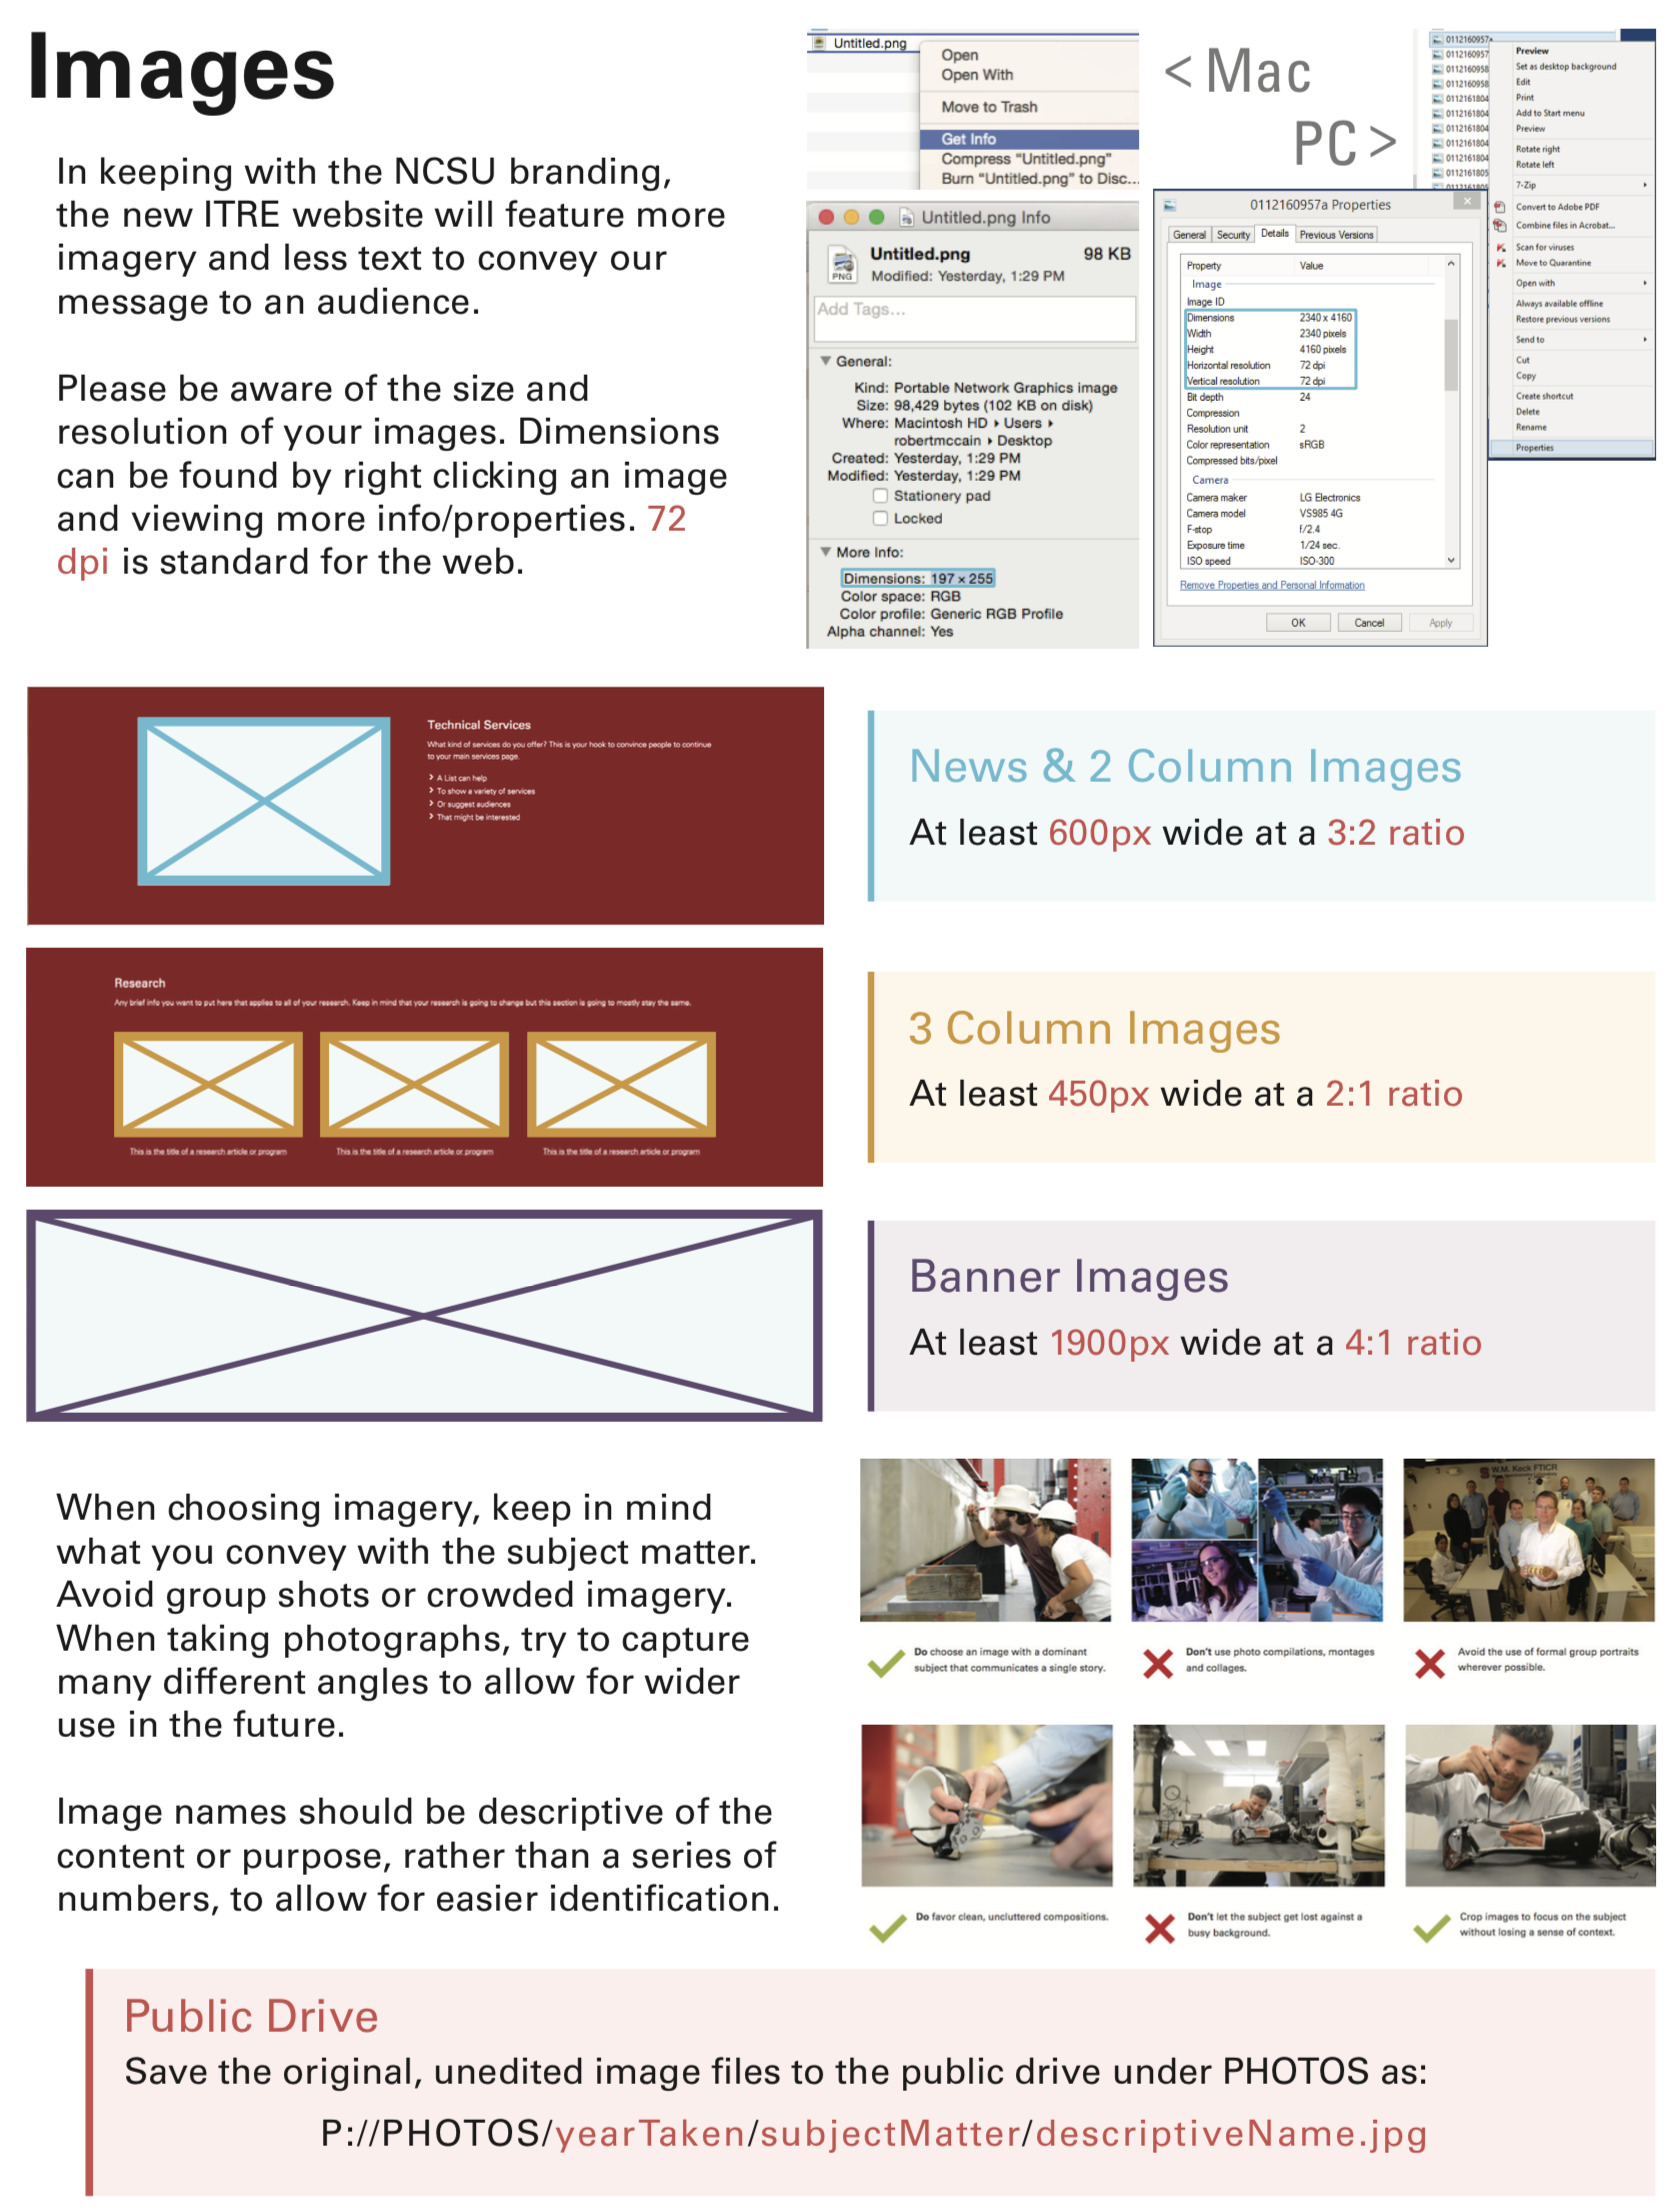 Images
In keeping with the NCSU branding,
the new ITRE website will feature more
imagery and less text to convey our
message to an audience.
Please be aware of the size and
resolution of your images. Dimensions
can be found by right clicking an image
and viewing more info/properties. 72
dpi is standard for the web.
Untitled.png
Open
Open With
Move to Trash
Get Info
Compress "Untitled.png"
Burn "Untitled.png" to Disc...
Untitled.png Info
Untitled.png 98 KB
Modified: Yesterday, 1:29 PM
PNG
Add Tags...
General:
Kind: Portable Network Graphics image
Size: 98,429 bytes (102 KB on disk)
Where: Macintosh HD ▸ Users ▸
robertmccain ▸ Desktop
Created: Yesterday, 1:29 PM
Modified: Yesterday, 1:29 PM
Stationery pad
Locked
More Info:
Dimensions: 197 × 255
Color space: RGB
Color profile: Generic RGB Profile
Alpha channel: Yes
< Mac
PC >
0112160957a
0112160957
0112160958
0112160958
0112161804
0112161804
0112161804
0112161804
0112161804
0112161805
0112161805
Preview
Set as desktop background
Edit
Print
Add to Start menu
Preview
Rotate right
Rotate left
7-Zip
Convert to Adobe PDF
Combine files in Acrobat...
Scan for viruses
Move to Quarantine
Open with
Always available offline
Restore previous versions
Send to
Cut
Copy
Create shortcut
Delete
Rename
Properties
0112160957a Properties
General Security Details Previous Versions
Property Value
Image
Image ID
Dimensions 2340 x 4160
Width 2340 pixels
Height 4160 pixels
Horizontal resolution 72 dpi
Vertical resolution 72 dpi
Bit depth 24
Compression
Resolution unit 2
Color representation sRGB
Compressed bits/pixel
Camera
Camera maker LG Electronics
Camera model VS985 4G
F-stop f/2.4
Exposure time 1/24 sec.
ISO speed ISO-300
Remove Properties and Personal Information
OK Cancel Apply
Technical Services
What kind of services do you offer? This is your hook to convince people to continue
to your main services page.
> A List can help
> To show a variety of services
> Or suggest audiences
> That might be interested
News & 2 Column Images
At least 600px wide at a 3:2 ratio
Research
Any brief info you want to put here that applies to all of your research. Keep in mind that your research is going to change but this section is going to mostly stay the same.
This is the title of a research article or program
This is the title of a research article or program
This is the title of a research article or program
3 Column Images
At least 450px wide at a 2:1 ratio
Banner Images
At least 1900px wide at a 4:1 ratio
When choosing imagery, keep in mind
what you convey with the subject matter.
Avoid group shots or crowded imagery.
When taking photographs, try to capture
many different angles to allow for wider
use in the future.
Image names should be descriptive of the
content or purpose, rather than a series of
numbers, to allow for easier identification.
W.M. Keck FTICR
Do choose an image with a dominant
subject that communicates a single story.
Don't use photo compilations, montages
and collages.
Avoid the use of formal group portraits
wherever possible.
Do favor clean, uncluttered compositions.
Don't let the subject get lost against a
busy background.
Crop images to focus on the subject
without losing a sense of context.
Public Drive
Save the original, unedited image files to the public drive under PHOTOS as:
P://PHOTOS/yearTaken/subjectMatter/descriptiveName.jpg